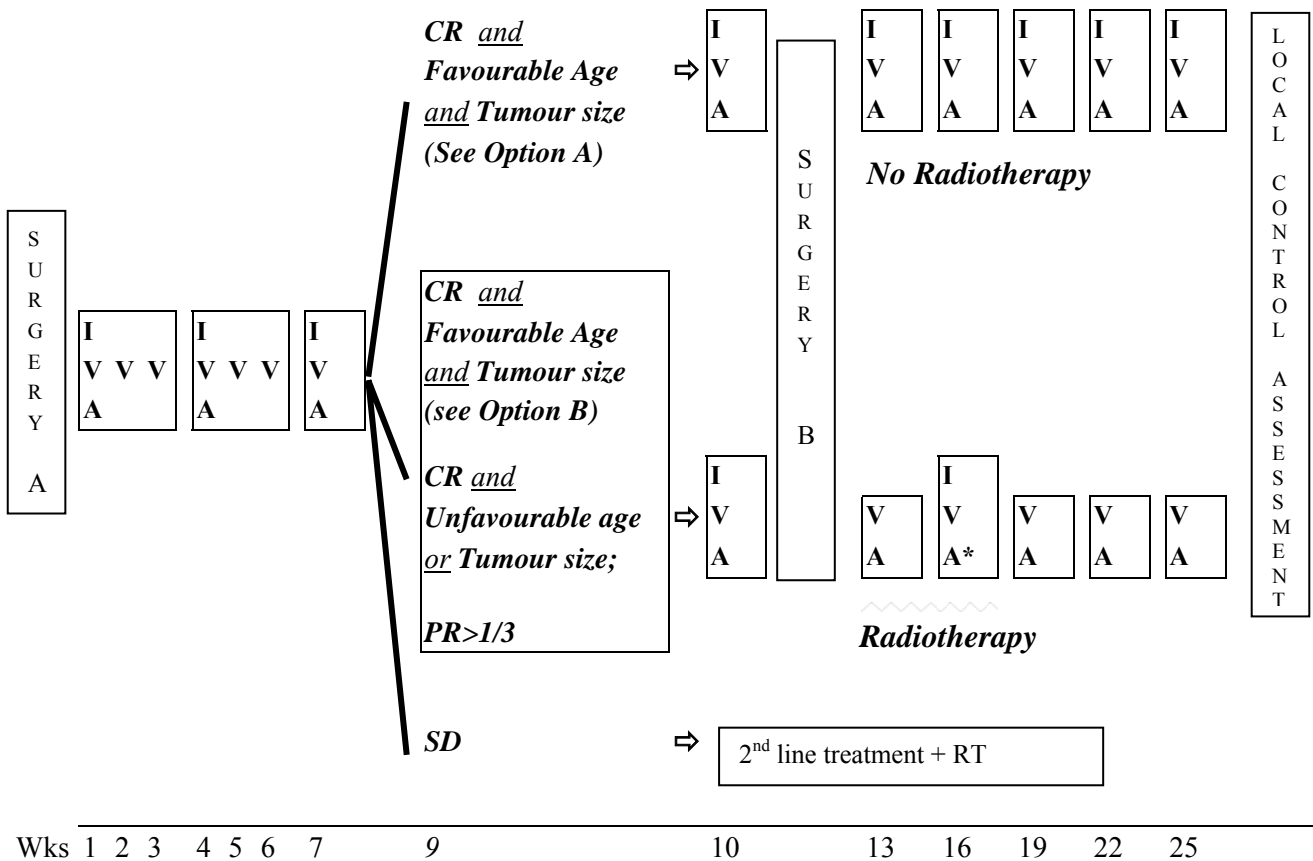 SURGERY A
I
V V V
A
I
V V V
A
I
V
A
CR and
Favourable Age
and Tumour size
(See Option A)
⇨
I
V
A
SURGERY B
I
V
A
I
V
A
I
V
A
I
V
A
I
V
A
No Radiotherapy
CR and
Favourable Age
and Tumour size
(see Option B)
CR and
Unfavourable age
or Tumour size;
PR>1/3
⇨
I
V
A
V
A
I
V
A*
V
A
V
A
V
A
Radiotherapy
SD
⇨
2nd line treatment + RT
LOCAL CONTROL ASSESSMENT
Wks 1 2 3 4 5 6 7 9 10 13 16 19 22 25